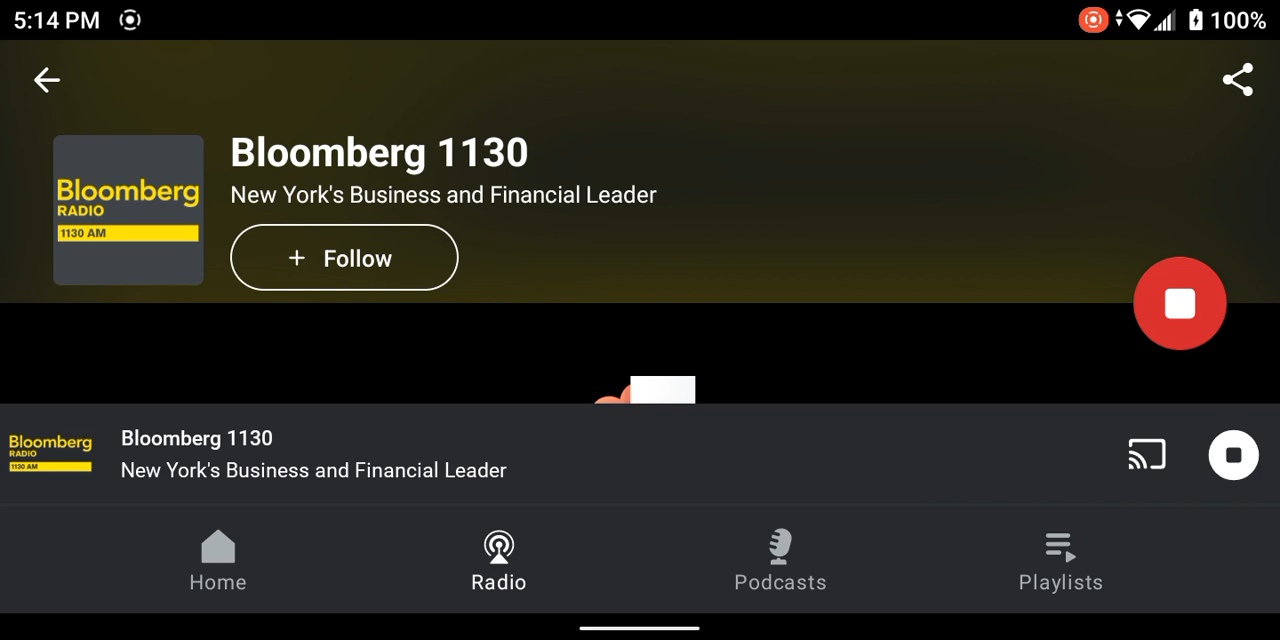 5:14 PM
100%
Bloomberg
RADIO
1130 AM
Bloomberg 1130
New York's Business and Financial Leader
+ Follow
Bloomberg
RADIO
1130 AM
Bloomberg 1130
New York's Business and Financial Leader
Home
Radio
Podcasts
Playlists